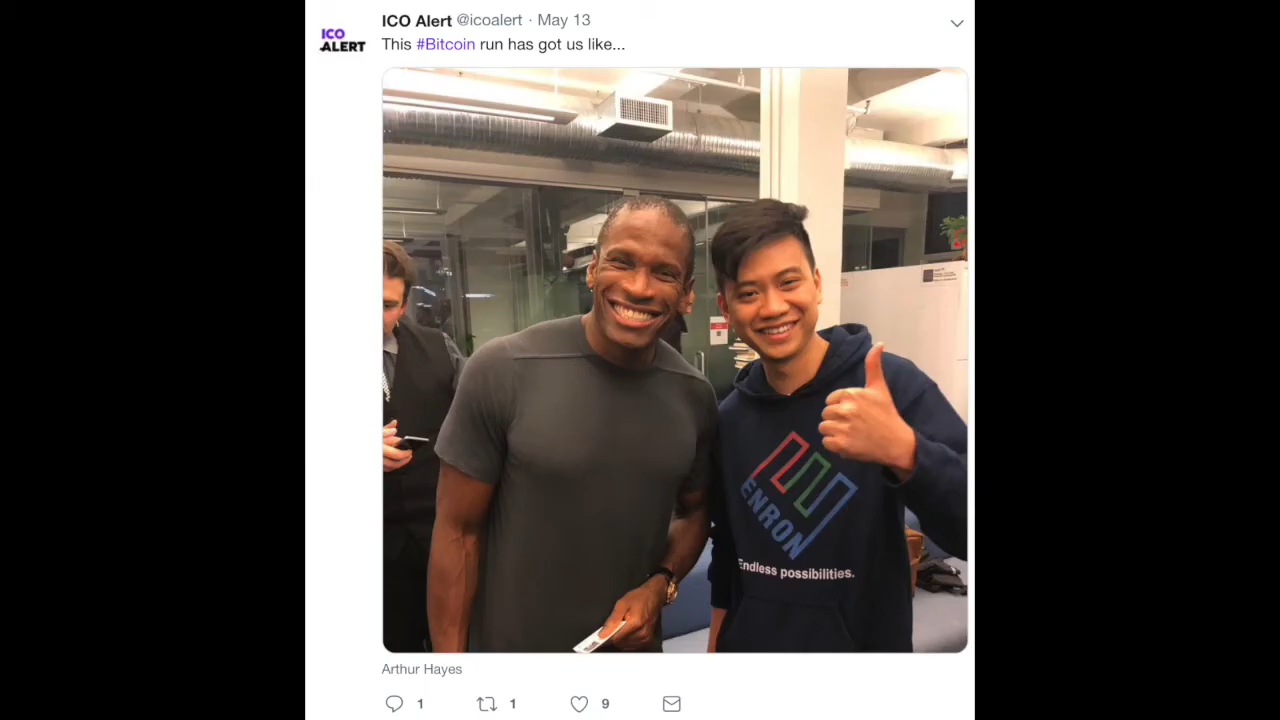 ICO Alert @icoalert · May 13
ICO
ALERT
This #Bitcoin run has got us like...
ENRON
Endless possibilities.
Arthur Hayes
1 1 9